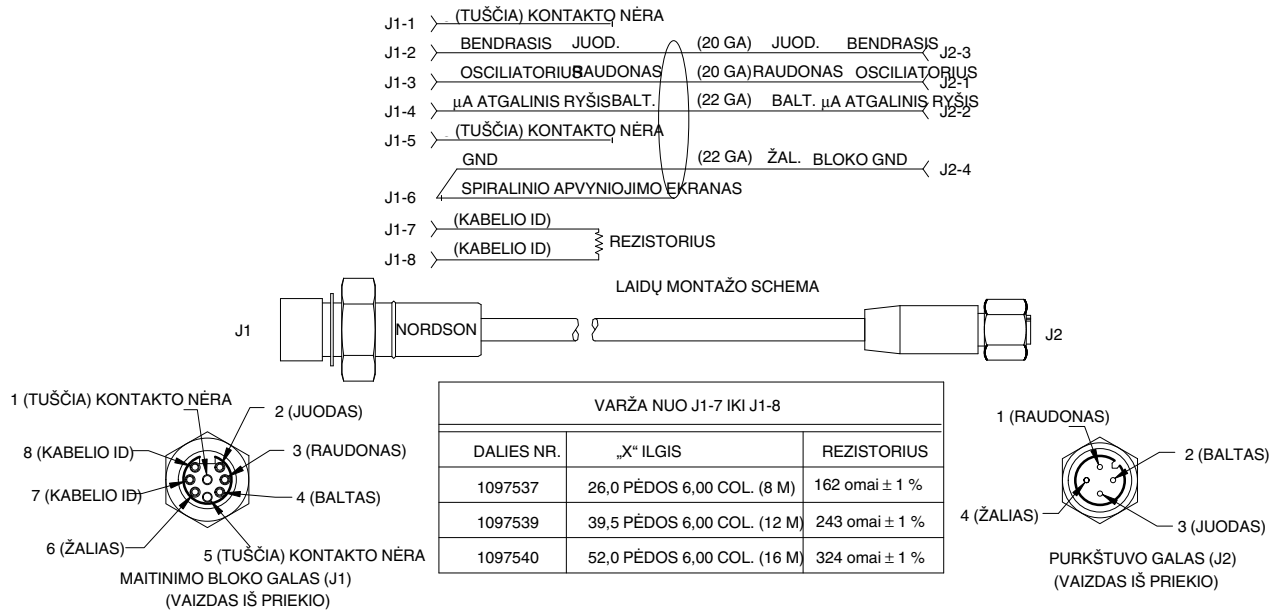 J1-1 (TUŠČIA) KONTAKTO NĖRA
J1-2 BENDRASIS JUOD. (20 GA) JUOD. BENDRASIS J2-3
J1-3 OSCILIATORIUS RAUDONAS (20 GA) RAUDONAS OSCILIATORIUS J2-1
J1-4 µA ATGALINIS RYŠIS BALT. (22 GA) BALT. µA ATGALINIS RYŠIS J2-2
J1-5 (TUŠČIA) KONTAKTO NĖRA
GND (22 GA) ŽAL. BLOKO GND J2-4
J1-6 SPIRALINIO APVYNIOJIMO EKRANAS
J1-7 (KABELIO ID)
REZISTORIUS
J1-8 (KABELIO ID)
LAIDŲ MONTAŽO SCHEMA
J1 NORDSON J2
1 (TUŠČIA) KONTAKTO NĖRA
2 (JUODAS)
8 (KABELIO ID)
3 (RAUDONAS)
7 (KABELIO ID)
4 (BALTAS)
6 (ŽALIAS)
5 (TUŠČIA) KONTAKTO NĖRA
MAITINIMO BLOKO GALAS (J1)
(VAIZDAS IŠ PRIEKIO)
VARŽA NUO J1-7 IKI J1-8
DALIES NR. „X“ ILGIS REZISTORIUS
1097537 26,0 PĖDOS 6,00 COL. (8 M) 162 omai ± 1 %
1097539 39,5 PĖDOS 6,00 COL. (12 M) 243 omai ± 1 %
1097540 52,0 PĖDOS 6,00 COL. (16 M) 324 omai ± 1 %
1 (RAUDONAS)
2 (BALTAS)
4 (ŽALIAS)
3 (JUODAS)
PURKŠTUVO GALAS (J2)
(VAIZDAS IŠ PRIEKIO)